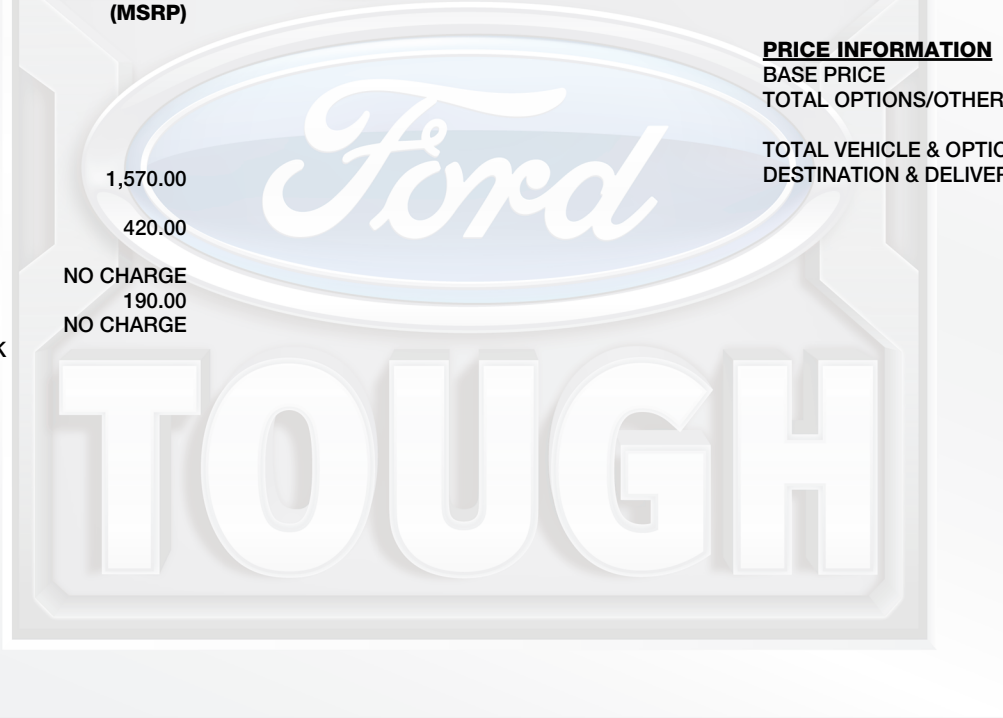 (MSRP)
1,570.00
420.00
NO CHARGE
190.00
NO CHARGE
K
PRICE INFORMATION
BASE PRICE
TOTAL OPTIONS/OTHER
TOTAL VEHICLE & OPTIO
DESTINATION & DELIVER
Ford
TOUGH